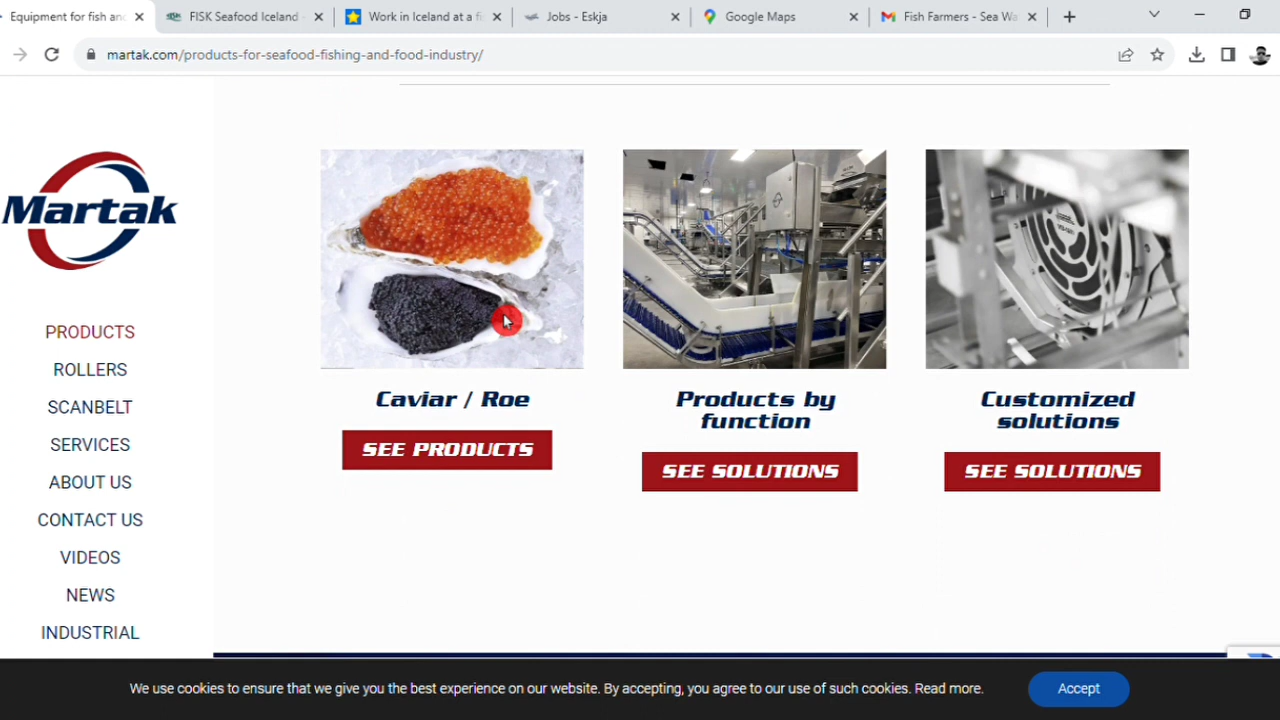 Equipment for fish an
FISK Seafood Iceland
Work in Iceland at a fi
Jobs - Eskja
Google Maps
Fish Farmers - Sea Wa
martak.com/products-for-seafood-fishing-and-food-industry/
Martak
PRODUCTS
ROLLERS
SCANBELT
SERVICES
ABOUT US
CONTACT US
VIDEOS
NEWS
INDUSTRIAL
Caviar / Roe
SEE PRODUCTS
Products by
function
SEE SOLUTIONS
Customized
solutions
SEE SOLUTIONS
We use cookies to ensure that we give you the best experience on our website. By accepting, you agree to our use of such cookies. Read more.
Accept